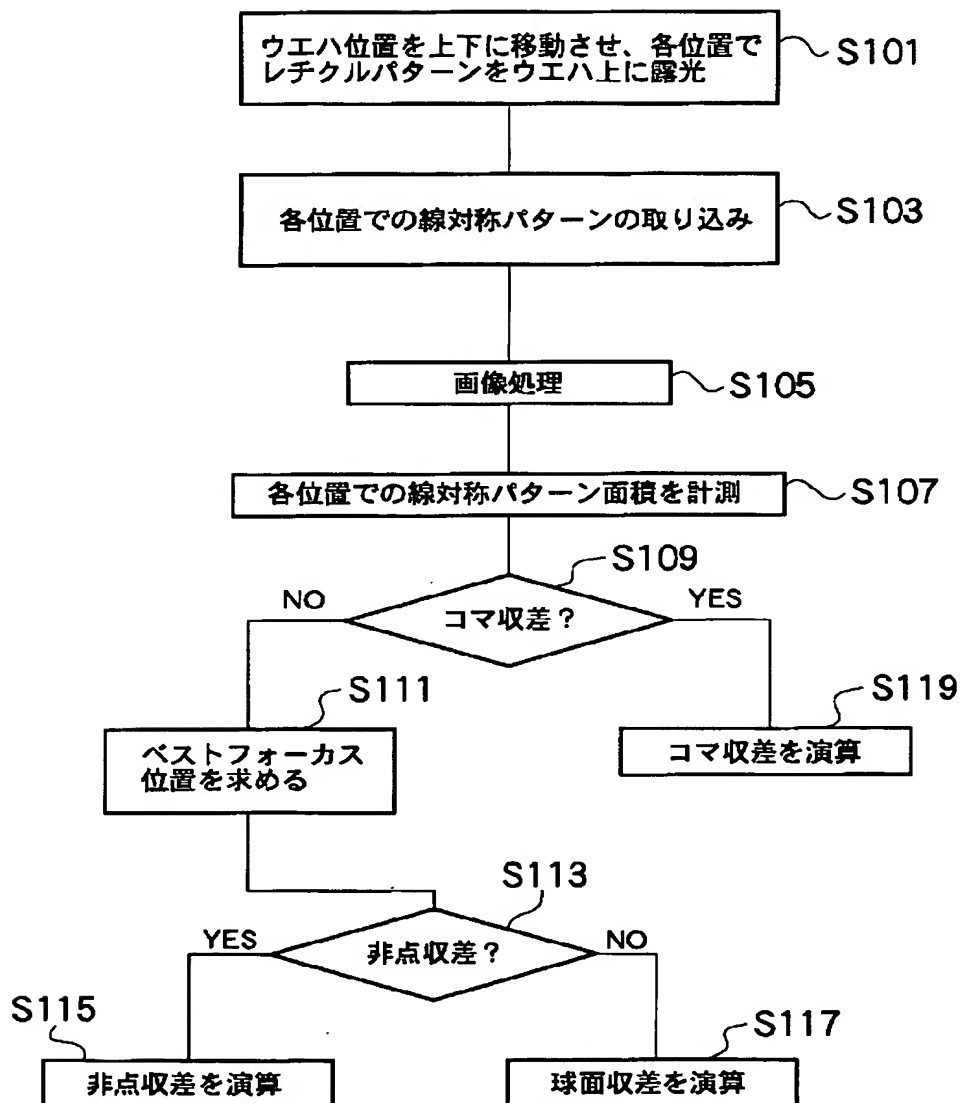 ウエハ位置を上下に移動させ、各位置で
レチクルパターンをウエハ上に露光
S101
各位置での線対称パターンの取り込み
S103
画像処理
S105
各位置での線対称パターン面積を計測
S107
S109
NO
コマ収差?
YES
S111
S119
ベストフォーカス
位置を求める
コマ収差を演算
S113
YES
非点収差?
NO
S115
S117
非点収差を演算
球面収差を演算